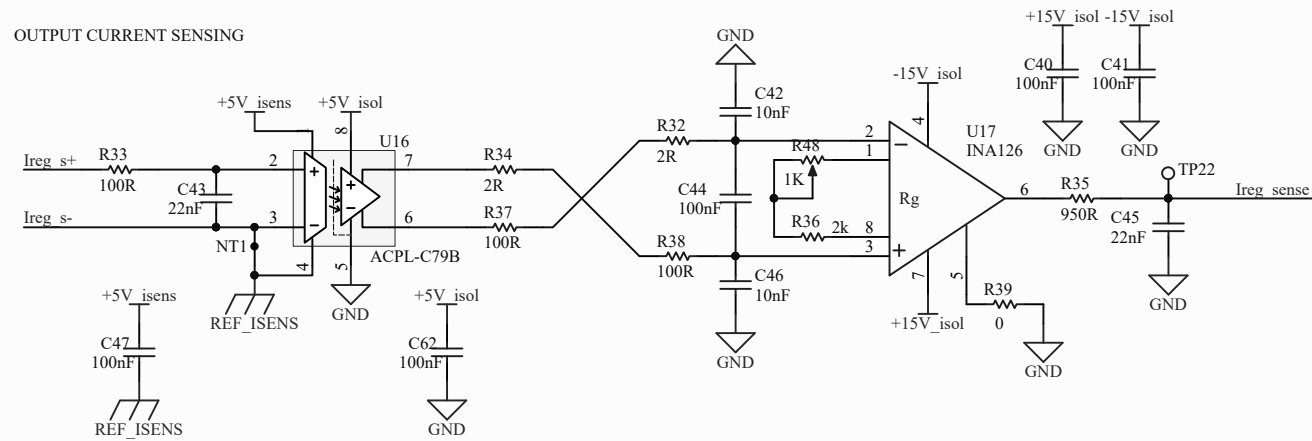 OUTPUT CURRENT SENSING
+15V_isol
-15V_isol
C40
100nF
C41
100nF
GND
GND
GND
C42
10nF
-15V_isol
4
U17
INA126
+5V_isens
+5V_isol
1
8
U16
Ireg_s+
R33
100R
C43
22nF
2
7
R34
2R
Ireg_s-
3
6
R37
100R
NT1
4
5
ACPL-C79B
REF_ISENS
GND
R32
2R
2
R48
1
1K
C44
100nF
Rg
R36
2k
8
R38
100R
3
C46
10nF
GND
6
R35
950R
TP22
Ireg_sense
C45
22nF
GND
7
5
+15V_isol
R39
0
GND
+5V_isens
C47
100nF
REF_ISENS
+5V_isol
C62
100nF
GND